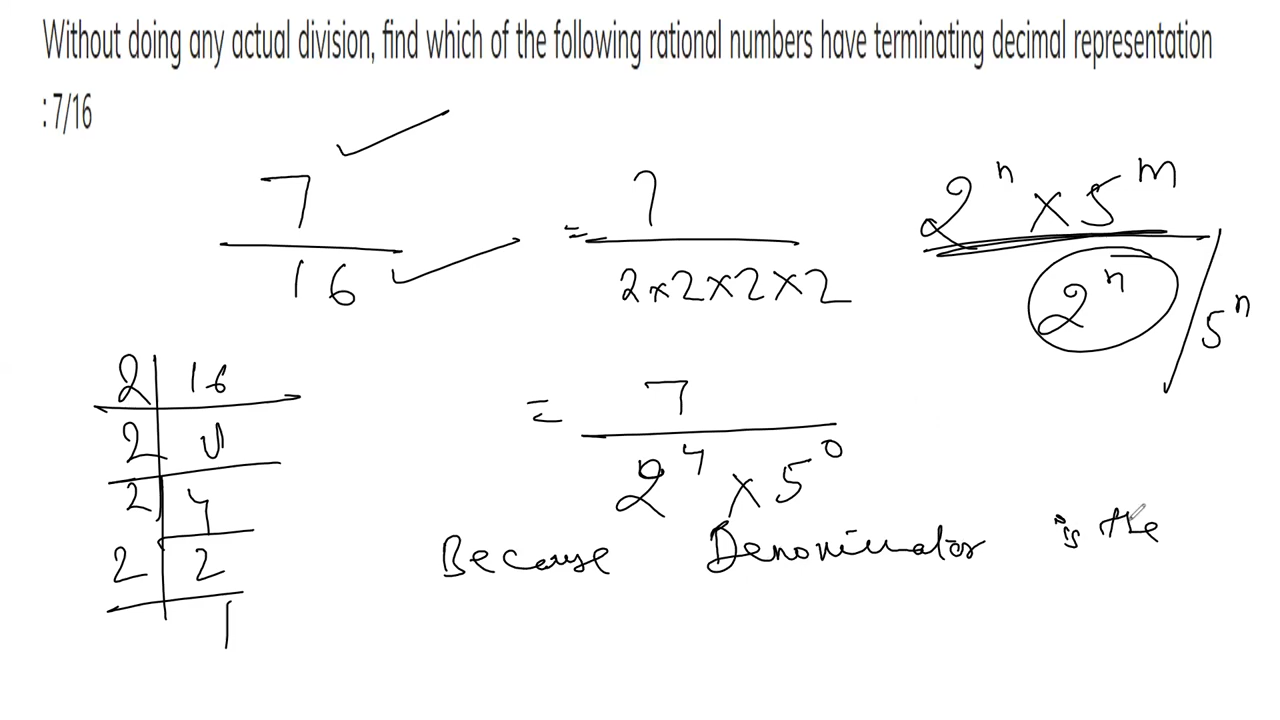 Without doing any actual division, find which of the following rational numbers have terminating decimal representation
: 7/16
7/16 = 7/(2×2×2×2)
2^n × 5^m
2^n / 5^n
= 7/(2^4 × 5^0)
2 | 16
2 | 8
2 | 4
2 | 2
1
Because Denominator is the